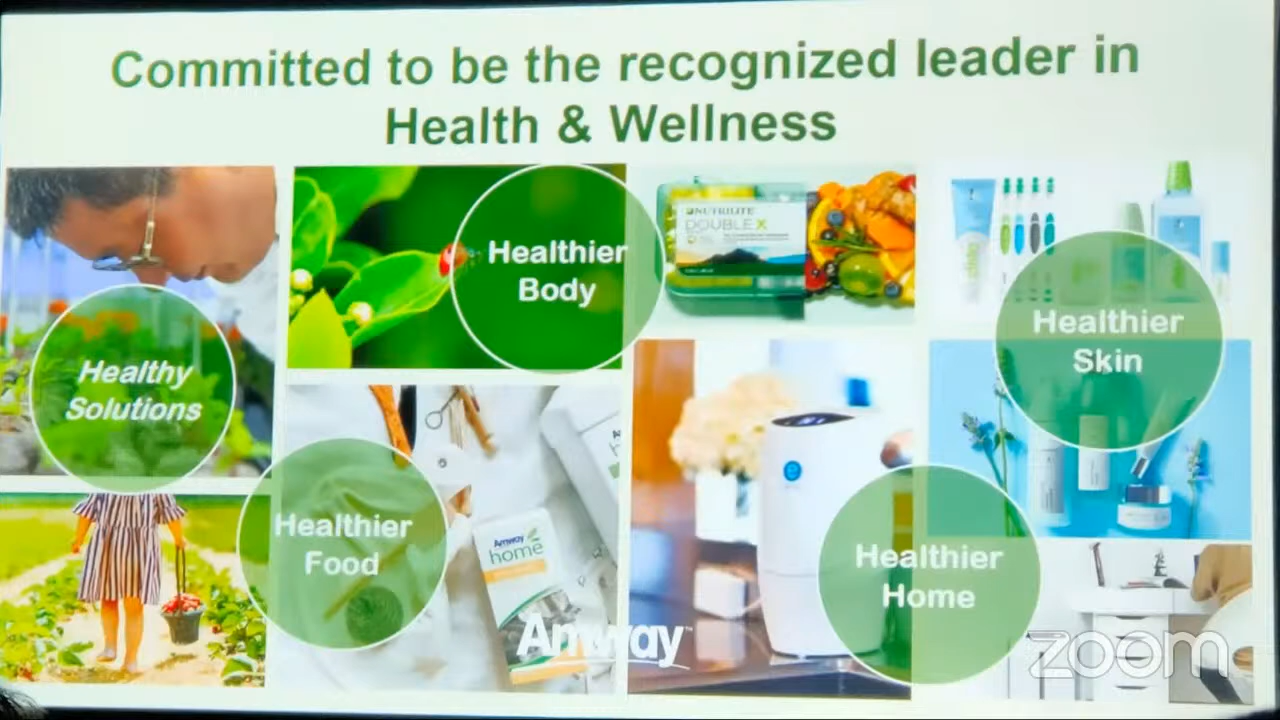 Committed to be the recognized leader in
Health & Wellness
Healthy
Solutions
Healthier
Body
NUTRILITE
DOUBLE X
Healthier
Skin
Healthier
Food
Amway
home
Healthier
Home
Amway™
zoom